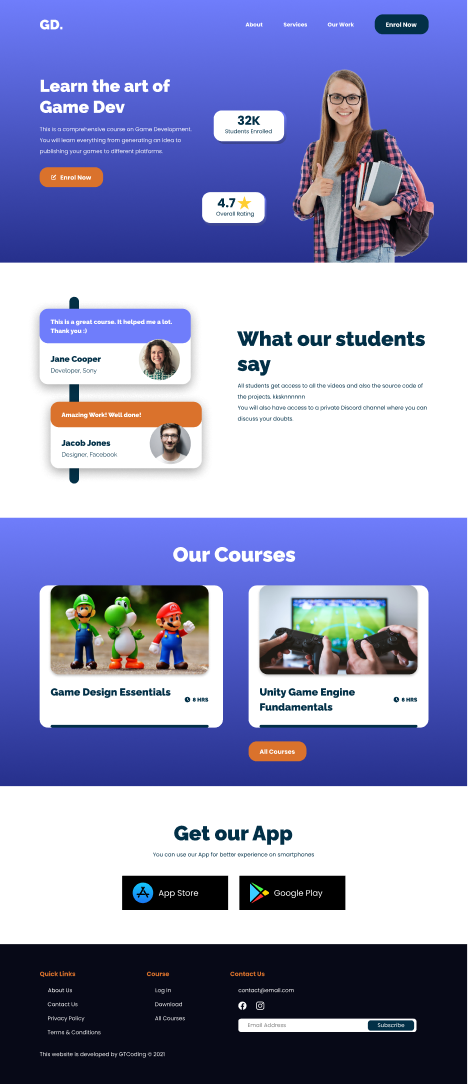 GD.
About
Services
Our Work
Enrol Now
Learn the art of
Game Dev
This is a comprehensive course on Game Development.
You will learn everything from generating an idea to
publishing your games to different platforms.
Enrol Now
32K
Students Enrolled
4.7
Overall Rating
This is a great course. It helped me a lot.
Thank you :)
Jane Cooper
Developer, Sony
Amazing Work! Well done!
Jacob Jones
Designer, Facebook
What our students
say
All students get access to all the videos and also the source code of
the projects. kksknnnnnn
You will also have access to a private Discord channel where you can
discuss your doubts.
Our Courses
Game Design Essentials
8 HRS
Unity Game Engine
Fundamentals
6 HRS
All Courses
Get our App
You can use our App for better experience on smartphones
App Store
Google Play
Quick Links
About Us
Contact Us
Privacy Policy
Terms & Conditions
Course
Log In
Download
All Courses
Contact Us
contact@email.com
Email Address
Subscribe
This website is developed by GTCoding © 2021